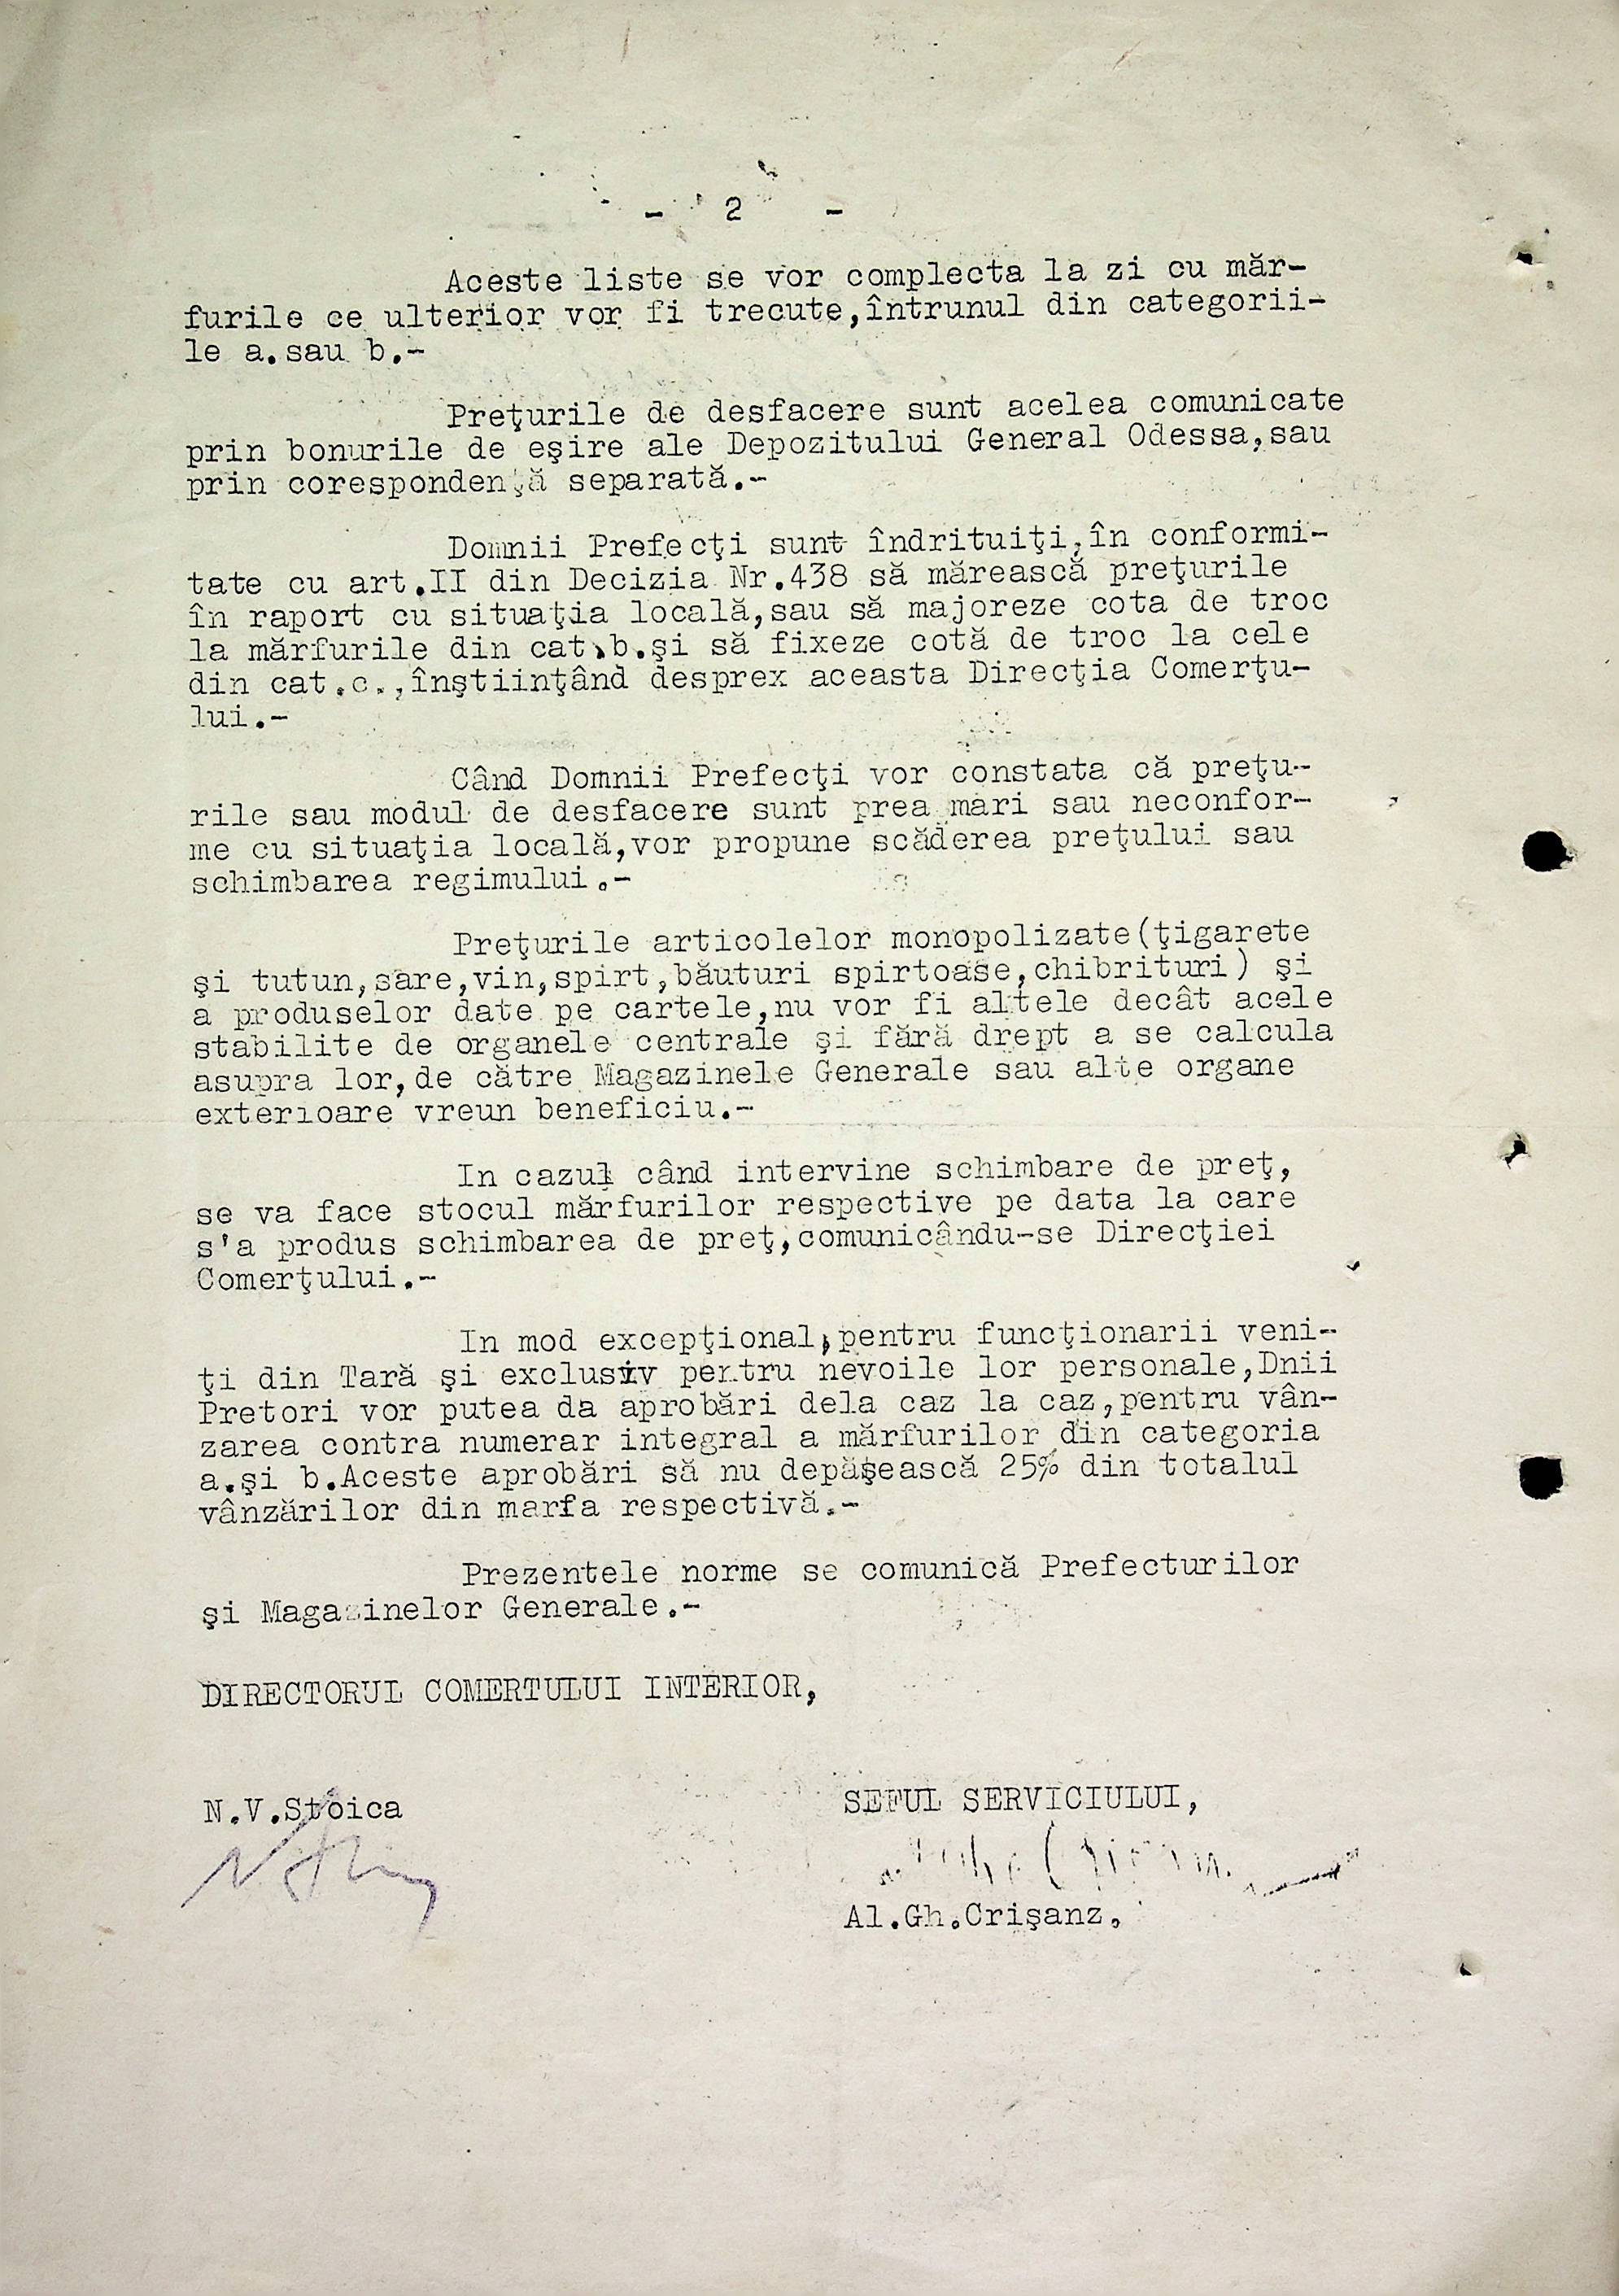 - 2 -
Aceste liste se vor complecta la zi cu măr-
furile ce ulterior vor fi trecute,întrunul din categorii-
le a.sau b.-
Preţurile de desfacere sunt acelea comunicate
prin bonurile de eşire ale Depozitului General Odessa,sau
prin corespondenţă separată.-
Domnii Prefecţi sunt îndrituiţi,în conformi-
tate cu art.II din Decizia Nr.438 să mărească preţurile
în raport cu situaţia locală,sau să majoreze cota de troc
la mărfurile din cat.b.şi să fixeze cotă de troc la cele
din cat.c.,înştiinţând desprex aceasta Direcţia Comerţu-
lui.-
Când Domnii Prefecţi vor constata că preţu-
rile sau modul de desfacere sunt prea mari sau neconfor-
me cu situaţia locală,vor propune scăderea preţului sau
schimbarea regimului.-
Preţurile articolelor monopolizate(ţigarete
şi tutun,sare,vin,spirt,băuturi spirtoase,chibrituri) şi
a produselor date pe cartele,nu vor fi altele decât acele
stabilite de organele centrale şi fără drept a se calcula
asupra lor,de către Magazinele Generale sau alte organe
exterioare vreun beneficiu.-
In cazul când intervine schimbare de preţ,
se va face stocul mărfurilor respective pe data la care
s'a produs schimbarea de preţ,comunicându-se Direcţiei
Comerţului.-
In mod excepţional,pentru funcţionarii veni-
ţi din Tară şi exclusiv pentru nevoile lor personale,Dnii
Pretori vor putea da aprobări dela caz la caz,pentru vân-
zarea contra numerar integral a mărfurilor din categoria
a.şi b.Aceste aprobări să nu depăşească 25% din totalul
vânzărilor din marfa respectivă.-
Prezentele norme se comunică Prefecturilor
şi Magazinelor Generale.-
DIRECTORUL COMERTULUI INTERIOR,
N.V.Stoica
SEFUL SERVICIULUI,
Al.Gh.Crişanz.